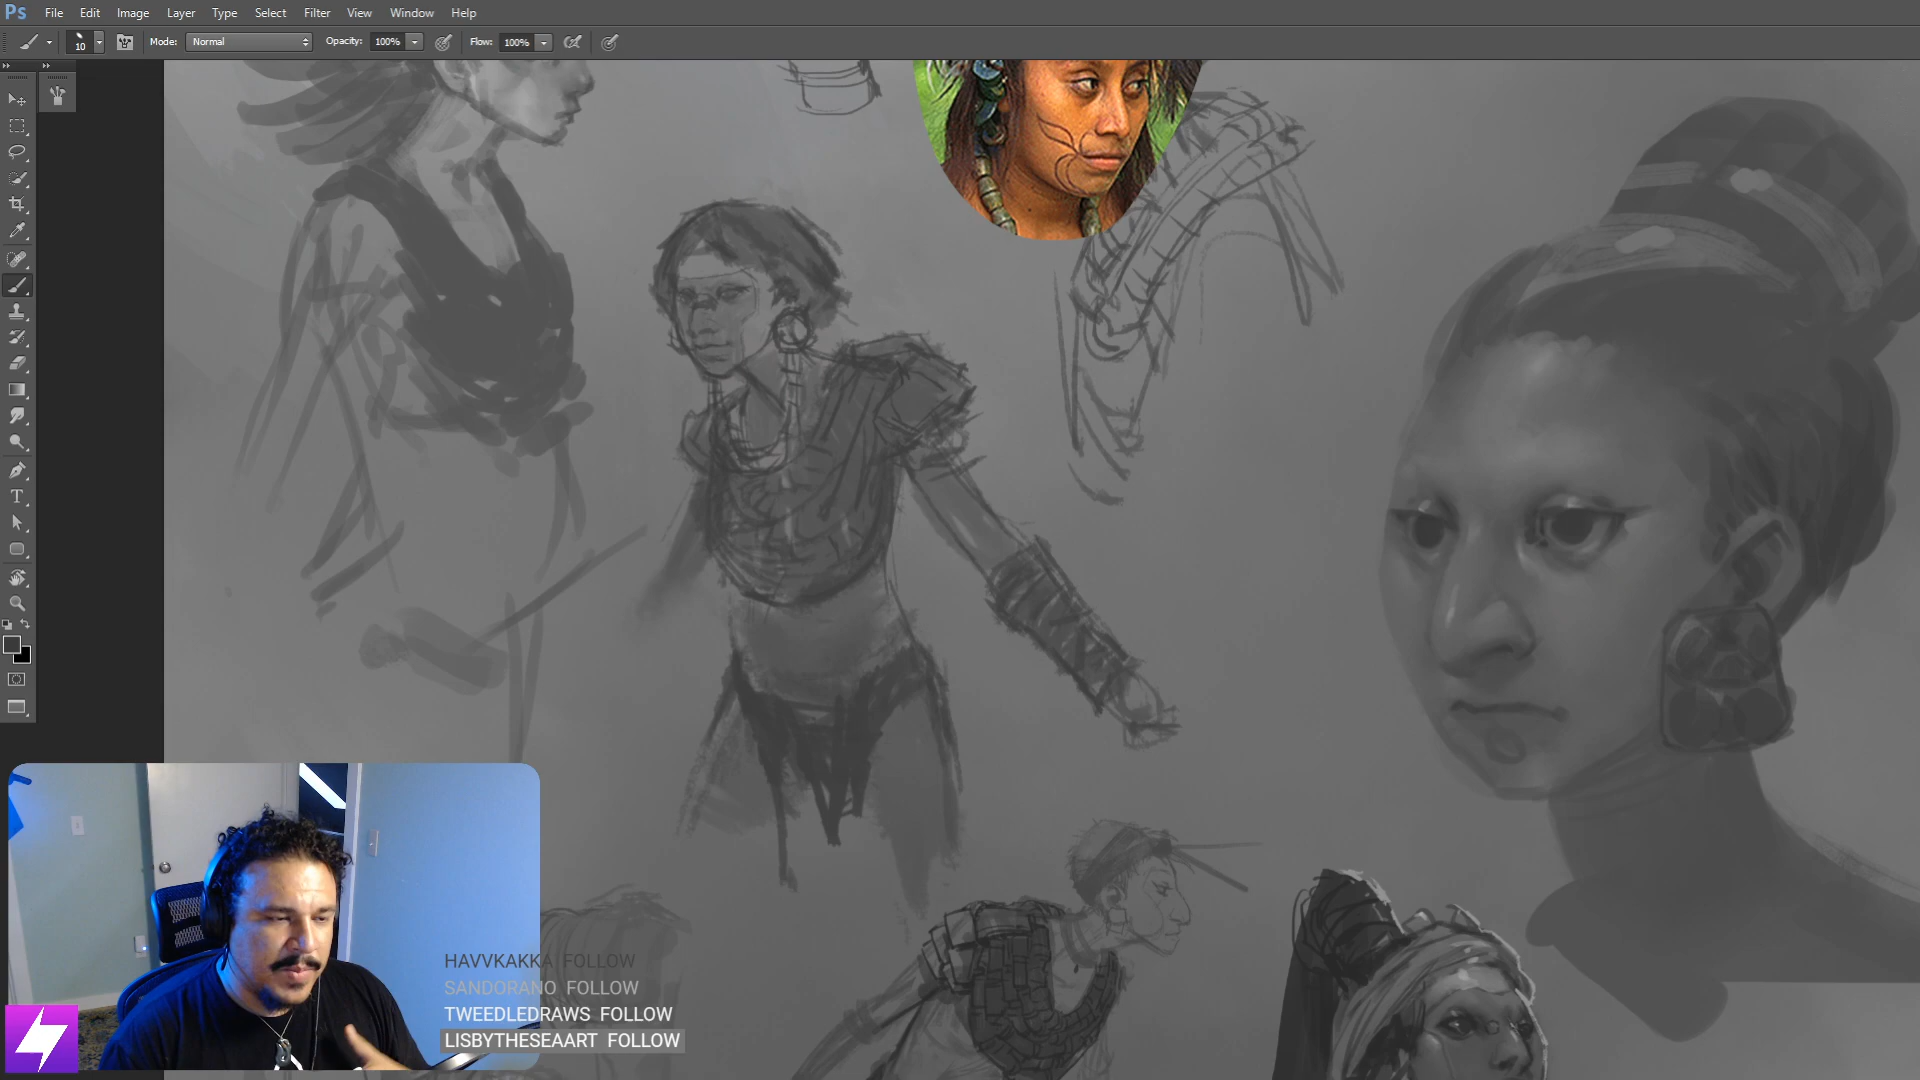 Ps File Edit Image Layer Type Select Filter View Window Help
10 Mode: Normal Opacity: 100% Flow: 100%
T
HAVVKAKKA FOLLOW
SANDORANO FOLLOW
TWEEDLEDRAWS FOLLOW
LISBYTHESEAART FOLLOW